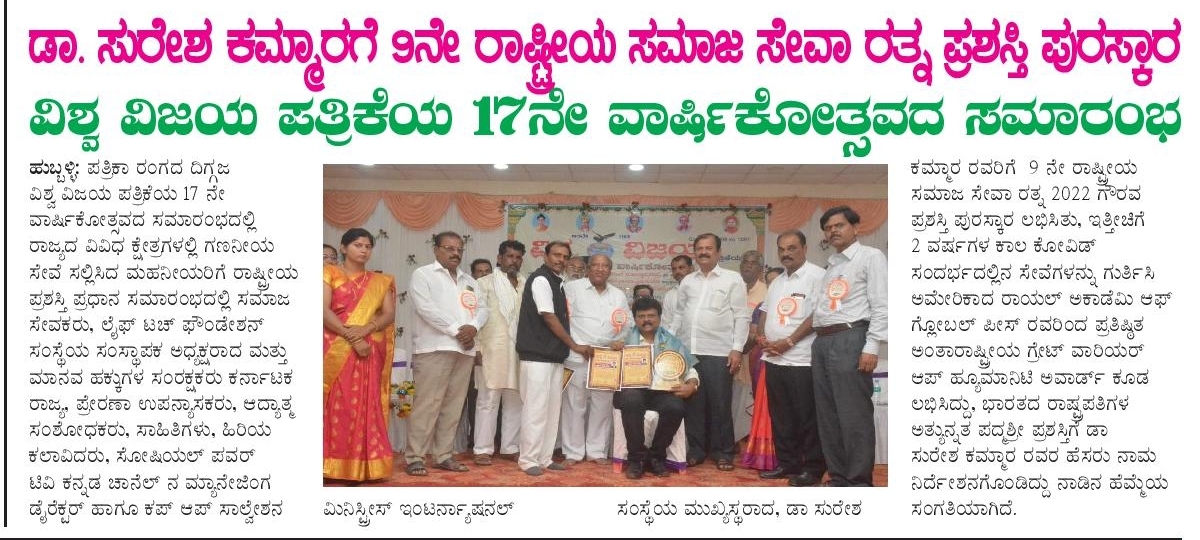 ಡಾ. ಸುರೇಶ ಕಮ್ಮಾರಗೆ 9ನೇ ರಾಷ್ಟ್ರೀಯ ಸಮಾಜ ಸೇವಾ ರತ್ನ ಪ್ರಶಸ್ತಿ ಪುರಸ್ಕಾರ
ವಿಶ್ವ ವಿಜಯ ಪತ್ರಿಕೆಯ 17ನೇ ವಾರ್ಷಿಕೋತ್ಸವದ ಸಮಾರಂಭ
ಹುಬ್ಬಳ್ಳಿ: ಪತ್ರಿಕಾ ರಂಗದ ದಿಗ್ಗಜ
ವಿಶ್ವ ವಿಜಯ ಪತ್ರಿಕೆಯ 17 ನೇ
ವಾರ್ಷಿಕೋತ್ಸವದ ಸಮಾರಂಭದಲ್ಲಿ
ರಾಜ್ಯದ ವಿವಿಧ ಕ್ಷೇತ್ರಗಳಲ್ಲಿ ಗಣನೀಯ
ಸೇವೆ ಸಲ್ಲಿಸಿದ ಮಹನೀಯರಿಗೆ ರಾಷ್ಟ್ರೀಯ
ಪ್ರಶಸ್ತಿ ಪ್ರಧಾನ ಸಮಾರಂಭದಲ್ಲಿ ಸಮಾಜ
ಸೇವಕರು, ಲೈಫ್ ಟಚ್ ಫೌಂಡೇಶನ್
ಸಂಸ್ಥೆಯ ಸಂಸ್ಥಾಪಕ ಅಧ್ಯಕ್ಷರಾದ ಮತ್ತು
ಮಾನವ ಹಕ್ಕುಗಳ ಸಂರಕ್ಷಕರು ಕರ್ನಾಟಕ
ರಾಜ್ಯ, ಪ್ರೇರಣಾ ಉಪನ್ಯಾಸಕರು, ಆಧ್ಯಾತ್ಮ
ಸಂಶೋಧಕರು, ಸಾಹಿತಿಗಳು, ಹಿರಿಯ
ಕಲಾವಿದರು, ಸೋಷಿಯಲ್ ಪವರ್
ಟಿವಿ ಕನ್ನಡ ಚಾನೆಲ್ ನ ಮ್ಯಾನೇಜಿಂಗ
ಡೈರೆಕ್ಟರ್ ಹಾಗೂ ಕಪ್ ಆಪ್ ಸಾಲ್ವೇಶನ
ವಿಜಯ
ಮಿನಿಸ್ಟ್ರೀಸ್ ಇಂಟರ್ನ್ಯಾಷನಲ್
ಸಂಸ್ಥೆಯ ಮುಖ್ಯಸ್ಥರಾದ, ಡಾ ಸುರೇಶ
ಕಮ್ಮಾರ ರವರಿಗೆ 9 ನೇ ರಾಷ್ಟ್ರೀಯ
ಸಮಾಜ ಸೇವಾ ರತ್ನ 2022 ಗೌರವ
ಪ್ರಶಸ್ತಿ ಪುರಸ್ಕಾರ ಲಭಿಸಿತು, ಇತ್ತೀಚಿಗೆ
2 ವರ್ಷಗಳ ಕಾಲ ಕೋವಿಡ್
ಸಂದರ್ಭದಲ್ಲಿನ ಸೇವೆಗಳನ್ನು ಗುರ್ತಿಸಿ
ಅಮೇರಿಕಾದ ರಾಯಲ್ ಅಕಾಡೆಮಿ ಆಫ್
ಗ್ಲೋಬಲ್ ಪೀಸ್ ರವರಿಂದ ಪ್ರತಿಷ್ಠಿತ
ಅಂತಾರಾಷ್ಟ್ರೀಯ ಗ್ರೇಟ್ ವಾರಿಯರ್
ಆಪ್ ಹ್ಯೂಮಾನಿಟಿ ಅವಾರ್ಡ್ ಕೂಡ
ಲಭಿಸಿದ್ದು, ಭಾರತದ ರಾಷ್ಟ್ರಪತಿಗಳ
ಅತ್ಯುನ್ನತ ಪದ್ಮಶ್ರೀ ಪ್ರಶಸ್ತಿಗೆ ಡಾ
ಸುರೇಶ ಕಮ್ಮಾರ ರವರ ಹೆಸರು ನಾಮ
ನಿರ್ದೇಶನಗೊಂಡಿದ್ದು ನಾಡಿನ ಹೆಮ್ಮೆಯ
ಸಂಗತಿಯಾಗಿದೆ.